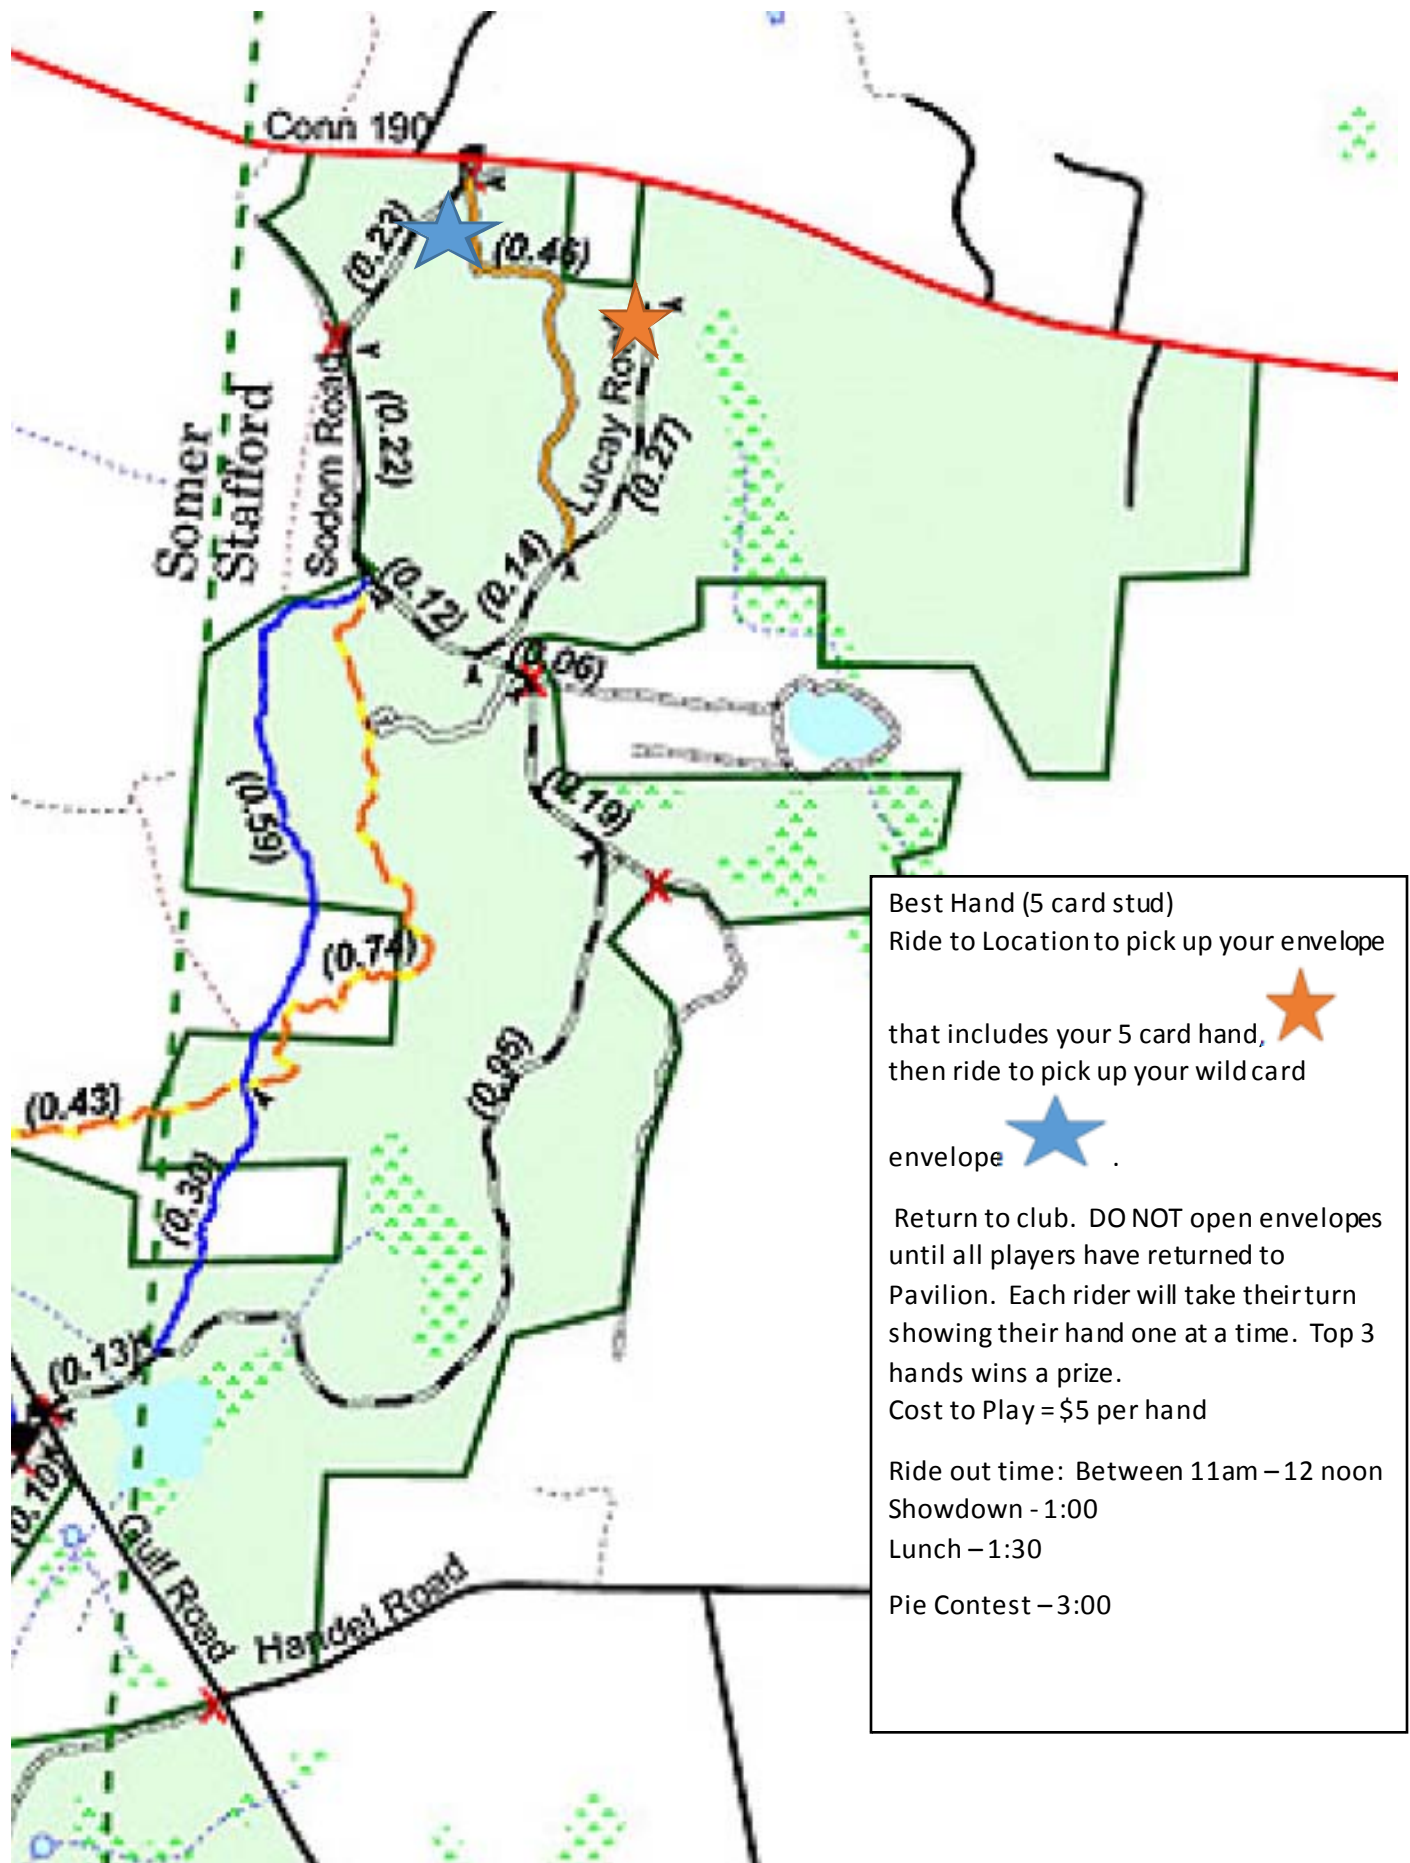 Conn 190
(0.23)
(0.46)
Lucay Ro
(0.27)
(0.22)
Sodom Road
Somer
Stafford
(0.12)
(0.14)
(0.06)
(0.19)
(0.59)
(0.74)
(0.95)
(0.43)
(0.30)
(0.13)
0.10)
Gulf Road
Handel Road
Best Hand (5 card stud)
Ride to Location to pick up your envelope
that includes your 5 card hand,
then ride to pick up your wild card
envelope .
Return to club. DO NOT open envelopes
until all players have returned to
Pavilion. Each rider will take their turn
showing their hand one at a time. Top 3
hands wins a prize.
Cost to Play = $5 per hand
Ride out time: Between 11am – 12 noon
Showdown - 1:00
Lunch – 1:30
Pie Contest – 3:00